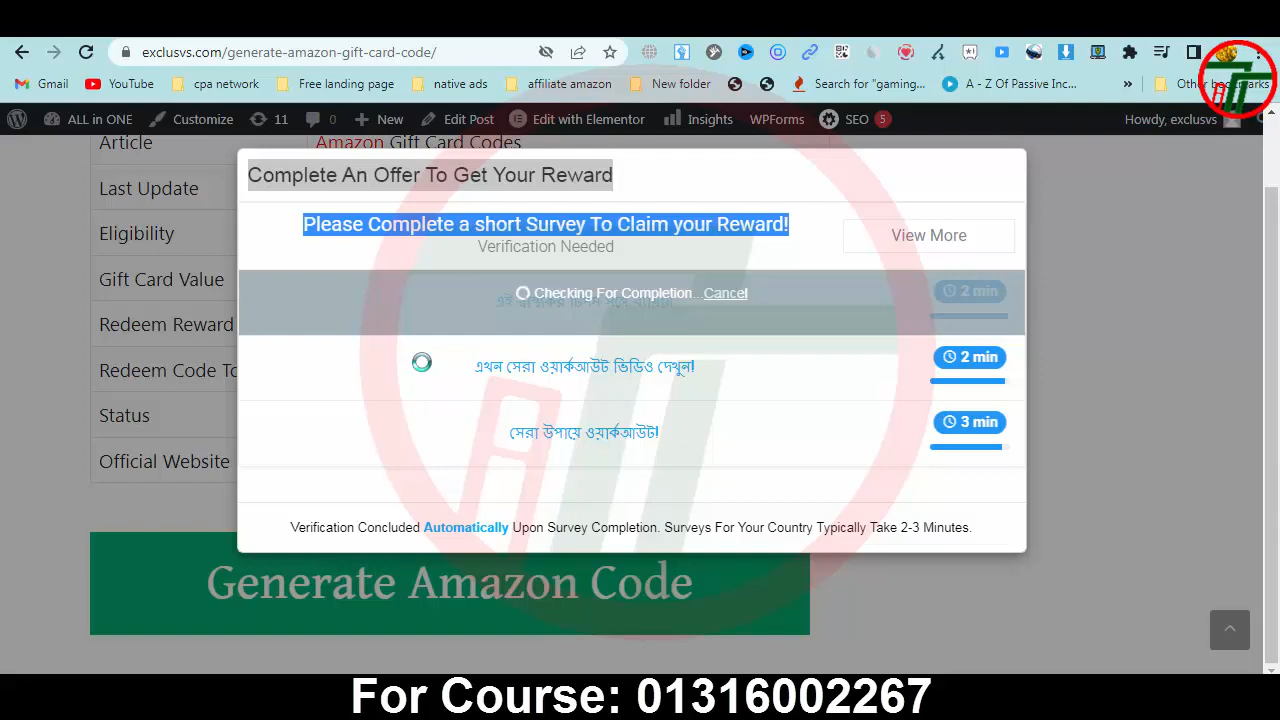 exclusvs.com/generate-amazon-gift-card-code/
Gmail YouTube cpa network Free landing page native ads affiliatamazon New folder Search for "gaming... A - Z Of Passive Inc... » Other bookmarks
ALL in ONE Customize 11 0 New Edit Post Edit with Elementor Insights WPForms SEO 5 Howdy, exclusvs
Article Amazon Gift Card Codes
Last Update
Eligibility
Gift Card Value
Redeem Reward
Redeem Code To
Status
Official Website
Complete An Offer To Get Your Reward
Please Complete a short Survey To Claim your Reward!
Verification Needed
View More
Checking For Completion...Cancel
2 min
এখন সেরা ওয়ার্কআউট ভিডিও দেখুন!
2 min
সেরা উপায়ে ওয়ার্কআউট!
3 min
Verification Concluded Automatically Upon Survey Completion. Surveys For Your Country Typically Take 2-3 Minutes.
Generate Amazon Code
For Course: 01316002267